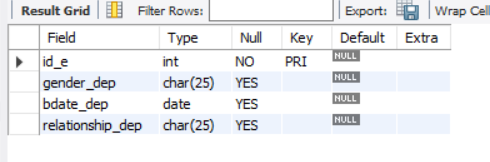 Result Grid Filter Rows: Export: Wrap Cell
Field Type Null Key Default Extra
id_e int NO PRI NULL
gender_dep char(25) YES NULL
bdate_dep date YES NULL
relationship_dep char(25) YES NULL